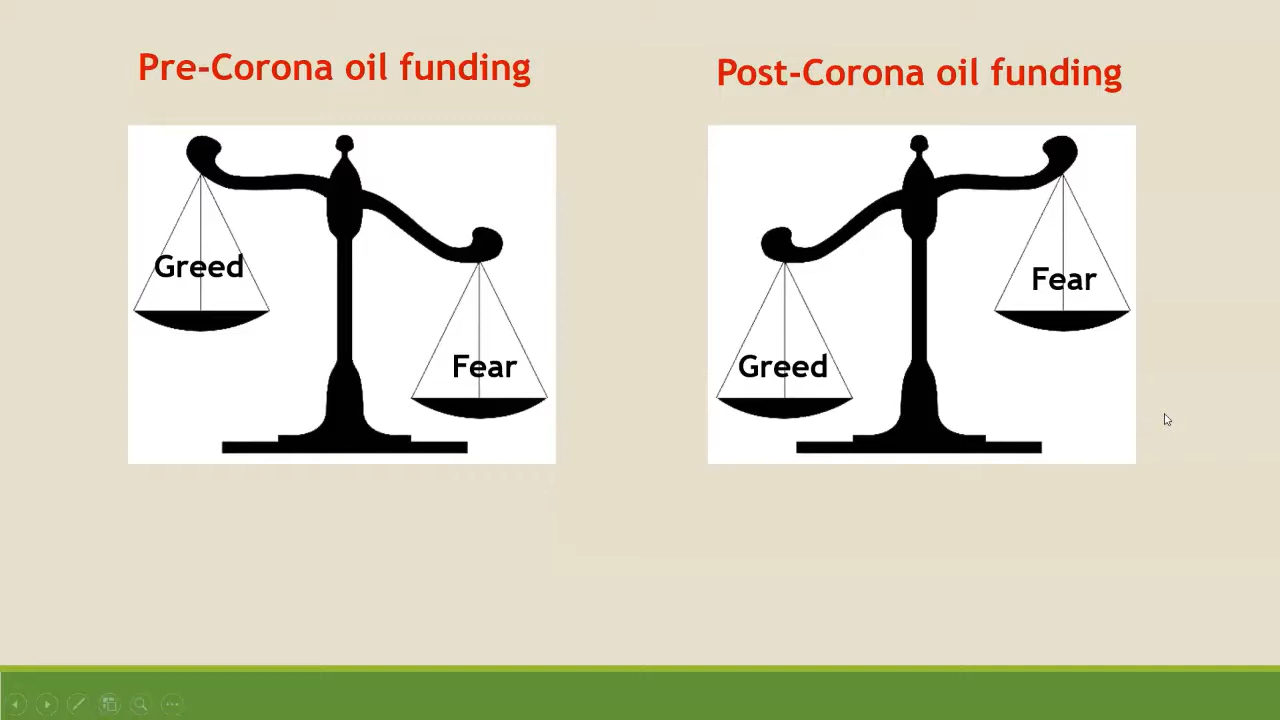 Pre-Corona oil funding
Greed
Fear
Post-Corona oil funding
Greed
Fear